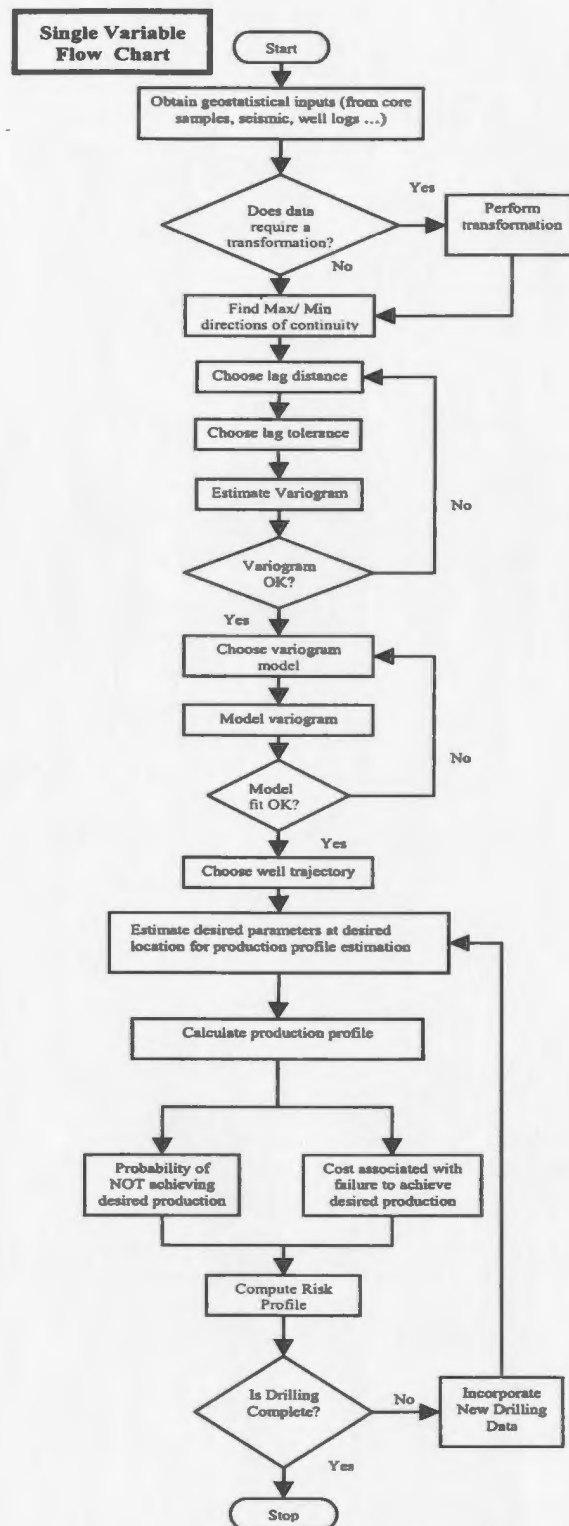 Single Variable
Flow Chart
Start
Obtain geostatistical inputs (from core
samples, seismic, well logs ...)
Does data
require a
transformation?
Yes
Perform
transformation
No
Find Max/ Min
directions of continuity
Choose lag distance
Choose lag tolerance
Estimate Variogram
No
Variogram
OK?
Yes
Choose variogram
model
Model variogram
No
Model
fit OK?
Yes
Choose well trajectory
Estimate desired parameters at desired
location for production profile estimation
Calculate production profile
Probability of
NOT achieving
desired production
Cost associated with
failure to achieve
desired production
Compute Risk
Profile
Is Drilling
Complete?
No
Incorporate
New Drilling
Data
Yes
Stop